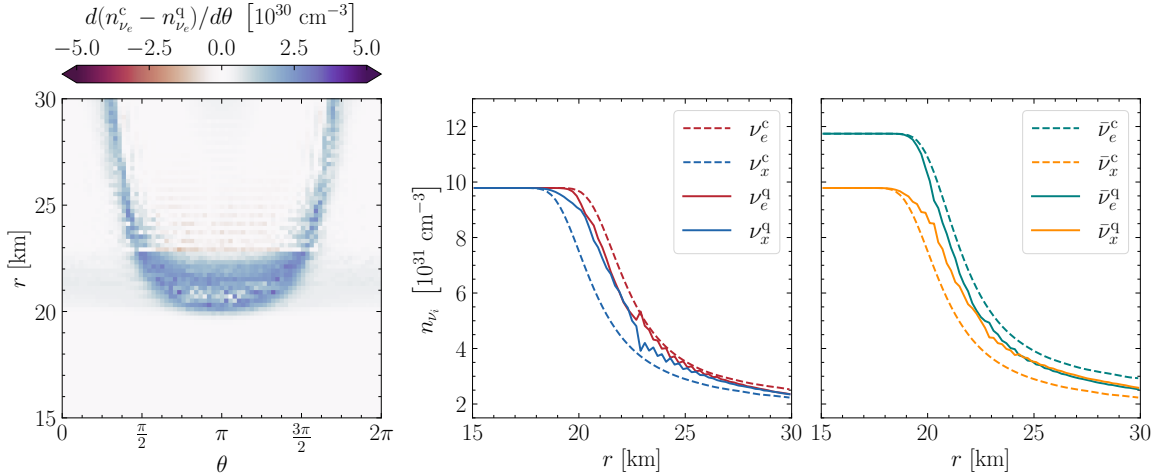 d(n^c_{ν_e} − n^q_{ν_e})/dθ [10^30 cm^−3]
−5.0 −2.5 0.0 2.5 5.0
30
25
20
15
r [km]
0 π/2 π 3π/2 2π
θ
12
10
8
6
4
2
n_{ν_i} [10^31 cm^−3]
ν^c_e
ν^c_x
ν^q_e
ν^q_x
15 20 25 30
r [km]
ν̄^c_e
ν̄^c_x
ν̄^q_e
ν̄^q_x
15 20 25 30
r [km]